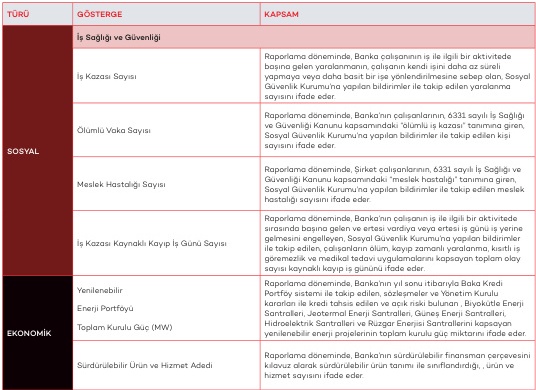 TÜRÜ GÖSTERGE KAPSAM
İş Sağlığı ve Güvenliği
SOSYAL
İş Kazası Sayısı
Raporlama döneminde, Banka çalışanının iş ile ilgili bir aktivitede
başına gelen yaralanmanın, çalışanın kendi işini daha az süreli
yapmaya veya daha basit bir işe yönlendirilmesine sebep olan, Sosyal
Güvenlik Kurumu'na yapılan bildirimler ile takip edilen yaralanma
sayısını ifade eder.
Ölümlü Vaka Sayısı
Raporlama döneminde, Banka'nın çalışanlarının, 6331 sayılı İş Sağlığı
ve Güvenliği Kanunu kapsamındaki "ölümlü iş kazası" tanımına giren,
Sosyal Güvenlik Kurumu'na yapılan bildirimler ile takip edilen kişi
sayısını ifade eder.
Meslek Hastalığı Sayısı
Raporlama döneminde, Şirket çalışanlarının, 6331 sayılı İş Sağlığı ve
Güvenliği Kanunu kapsamındaki "meslek hastalığı" tanımına giren,
Sosyal Güvenlik Kurumu'na yapılan bildirimler ile takip edilen meslek
hastalığı sayısını ifade eder.
İş Kazası Kaynaklı Kayıp İş Günü Sayısı
Raporlama döneminde, Banka'nın çalışanın iş ile ilgili bir aktivitede
sırasında başına gelen ve ertesi vardiya veya ertesi iş günü iş yerine
gelmesini engelleyen, Sosyal Güvenlik Kurumu'na yapılan bildirimler
ile takip edilen, çalışanların ölüm, kayıp zamanlı yaralanma, kısıtlı iş
göremezlik ve medikal tedavi uygulamalarını kapsayan toplam olay
sayısı kaynaklı kayıp iş gününü ifade eder.
EKONOMİK
Yenilenebilir
Enerji Portföyü
Toplam Kurulu Güç (MW)
Raporlama döneminde, Banka'nın yıl sonu itibarıyla Baka Kredi
Portföy sistemi ile takip edilen, sözleşmeler ve Yönetim Kurulu
kararları ile kredi tahsis edilen ve açık riski bulunan , Biyokütle Enerji
Santralleri, Jeotermal Enerji Santralleri, Güneş Enerji Santralleri,
Hidroelektrik Santralleri ve Rüzgar Enerjisi Santrallerini kapsayan
yenilenebilir enerji projelerinin toplam kurulu güç miktarını ifade eder.
Sürdürülebilir Ürün ve Hizmet Adedi
Raporlama döneminde, Banka'nın sürdürülebilir finansman çerçevesini
kılavuz alarak sürdürülebilir ürün tanımı ile sınıflandırdığı, , ürün ve
hizmet sayısını ifade eder.